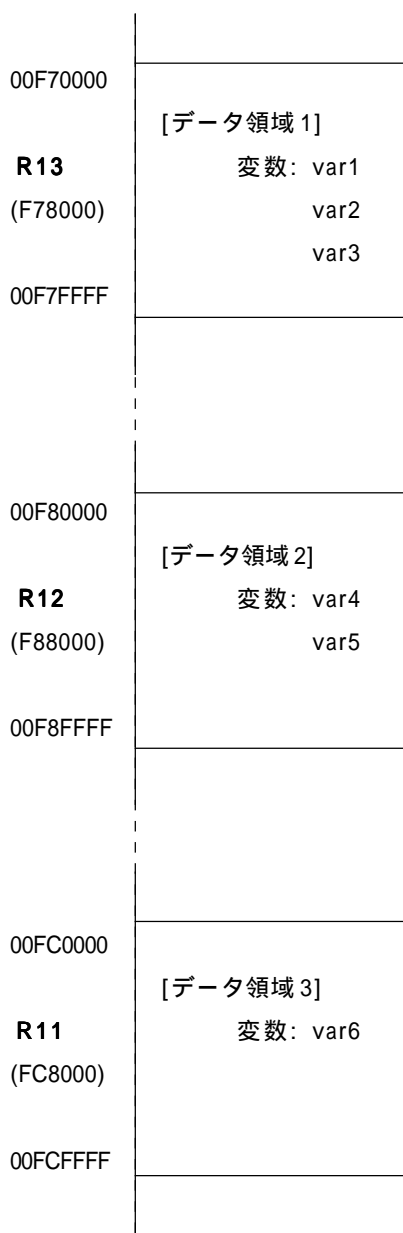 00F70000
[データ領域1]
R13 変数: var1
(F78000) var2
var3
00F7FFFF
00F80000
[データ領域2]
R12 変数: var4
(F88000) var5
00F8FFFF
00FC0000
[データ領域3]
R11 変数: var6
(FC8000)
00FCFFFF